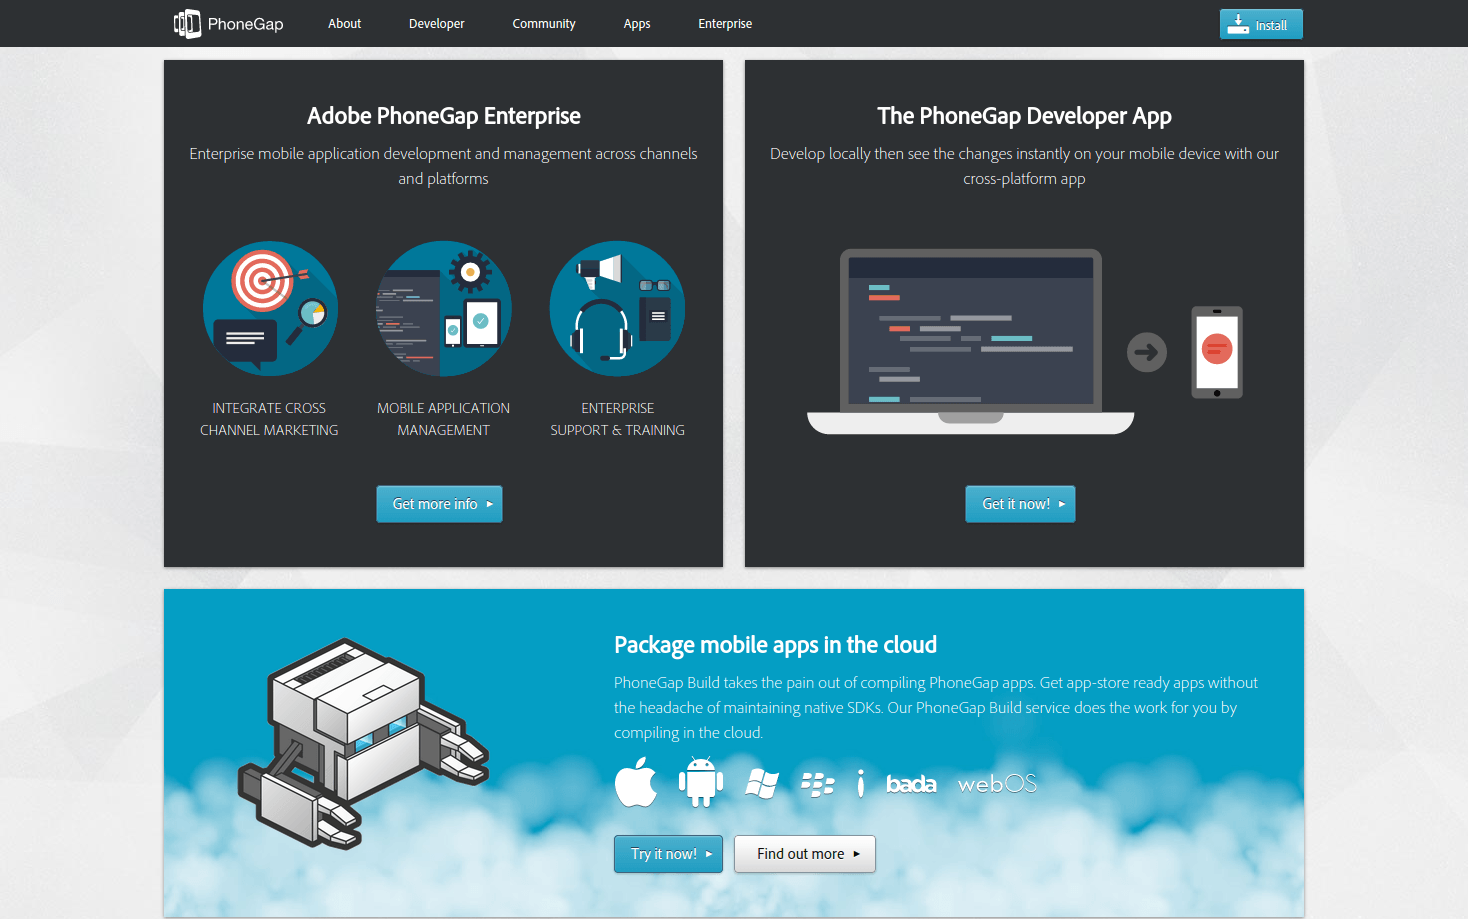 PhoneGap
About
Developer
Community
Apps
Enterprise
Install
Adobe PhoneGap Enterprise
Enterprise mobile application development and management across channels
and platforms
INTEGRATE CROSS
CHANNEL MARKETING
MOBILE APPLICATION
MANAGEMENT
ENTERPRISE
SUPPORT & TRAINING
Get more info
The PhoneGap Developer App
Develop locally then see the changes instantly on your mobile device with our
cross-platform app
Get it now!
Package mobile apps in the cloud
PhoneGap Build takes the pain out of compiling PhoneGap apps. Get app-store ready apps without
the headache of maintaining native SDKs. Our PhoneGap Build service does the work for you by
compiling in the cloud.
bada
webOS
Try it now!
Find out more